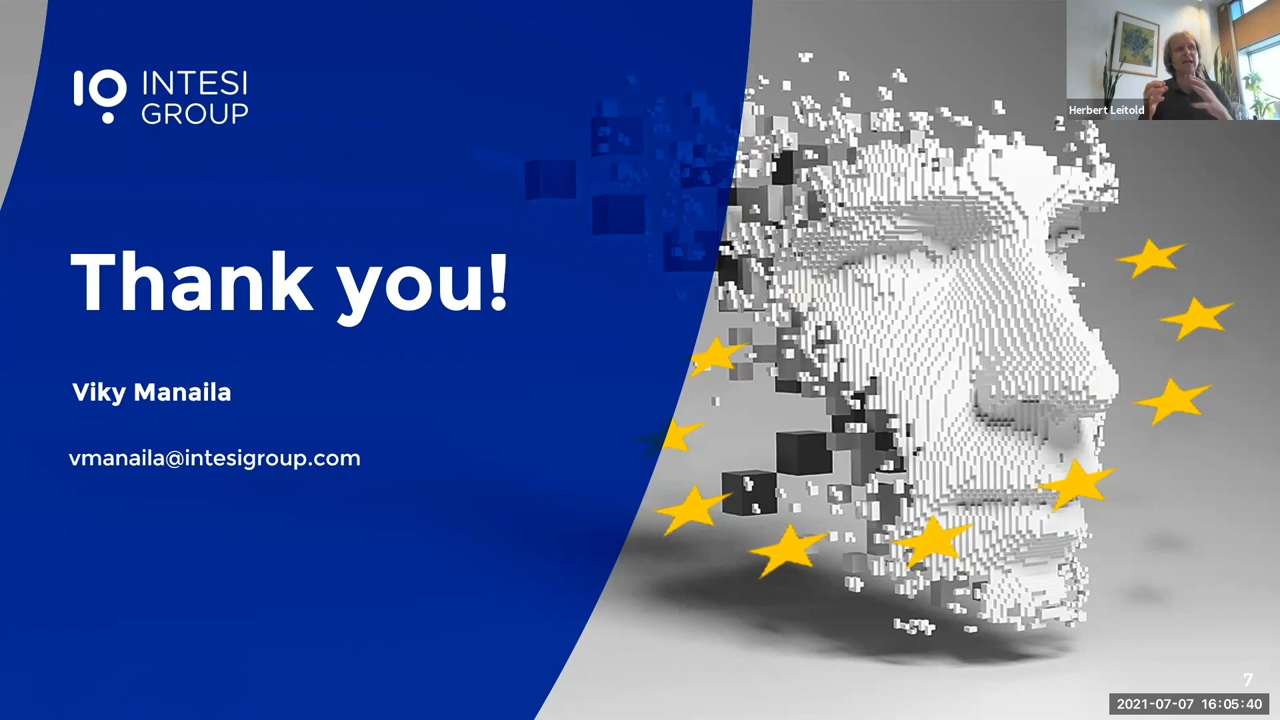 INTESI
GROUP
Herbert Leitold
Thank you!
Viky Manaila
vmanaila@intesigroup.com
7
2021-07-07 16:05:40